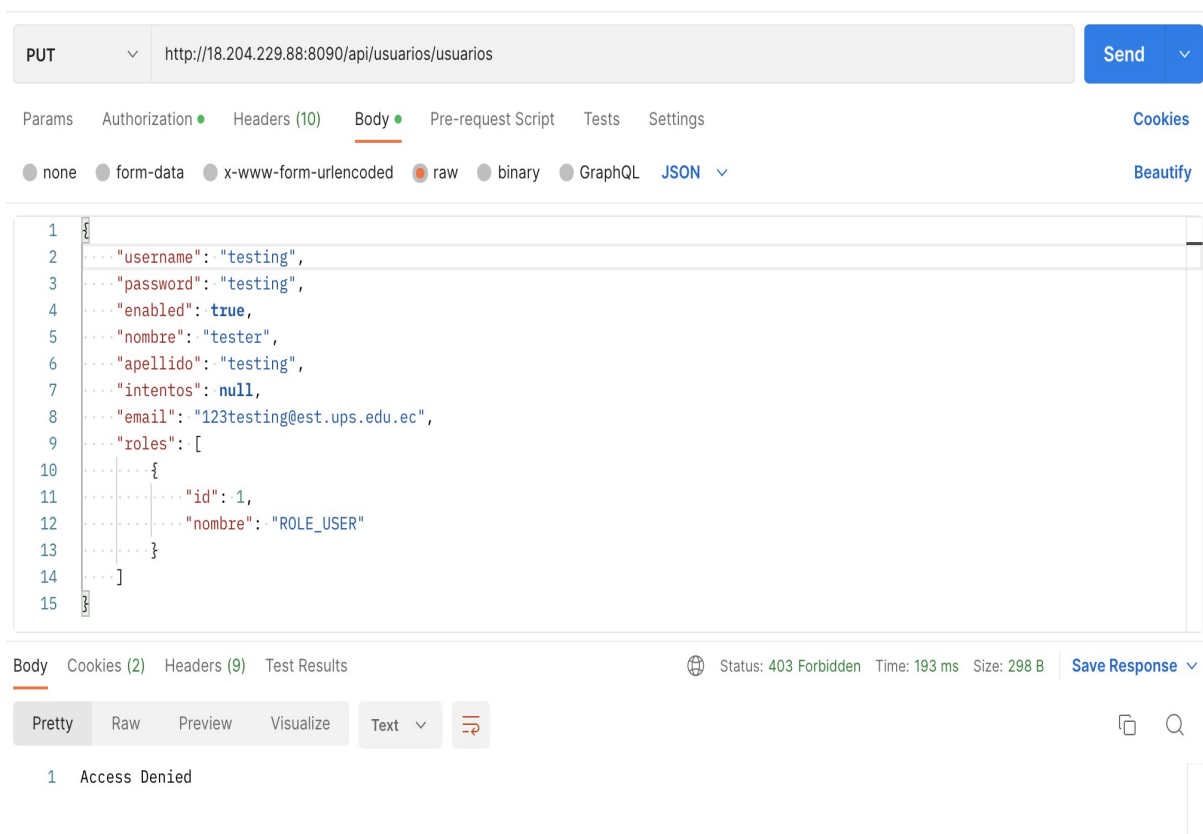 PUT http://18.204.229.88:8090/api/usuarios/usuarios Send
Params Authorization Headers (10) Body Pre-request Script Tests Settings Cookies
none form-data x-www-form-urlencoded raw binary GraphQL JSON Beautify
1 {
2 "username": "testing",
3 "password": "testing",
4 "enabled": true,
5 "nombre": "tester",
6 "apellido": "testing",
7 "intentos": null,
8 "email": "123testing@est.ups.edu.ec",
9 "roles": [
10 {
11 "id": 1,
12 "nombre": "ROLE_USER"
13 }
14 ]
15 }
Body Cookies (2) Headers (9) Test Results Status: 403 Forbidden Time: 193 ms Size: 298 B Save Response
Pretty Raw Preview Visualize Text
1 Access Denied